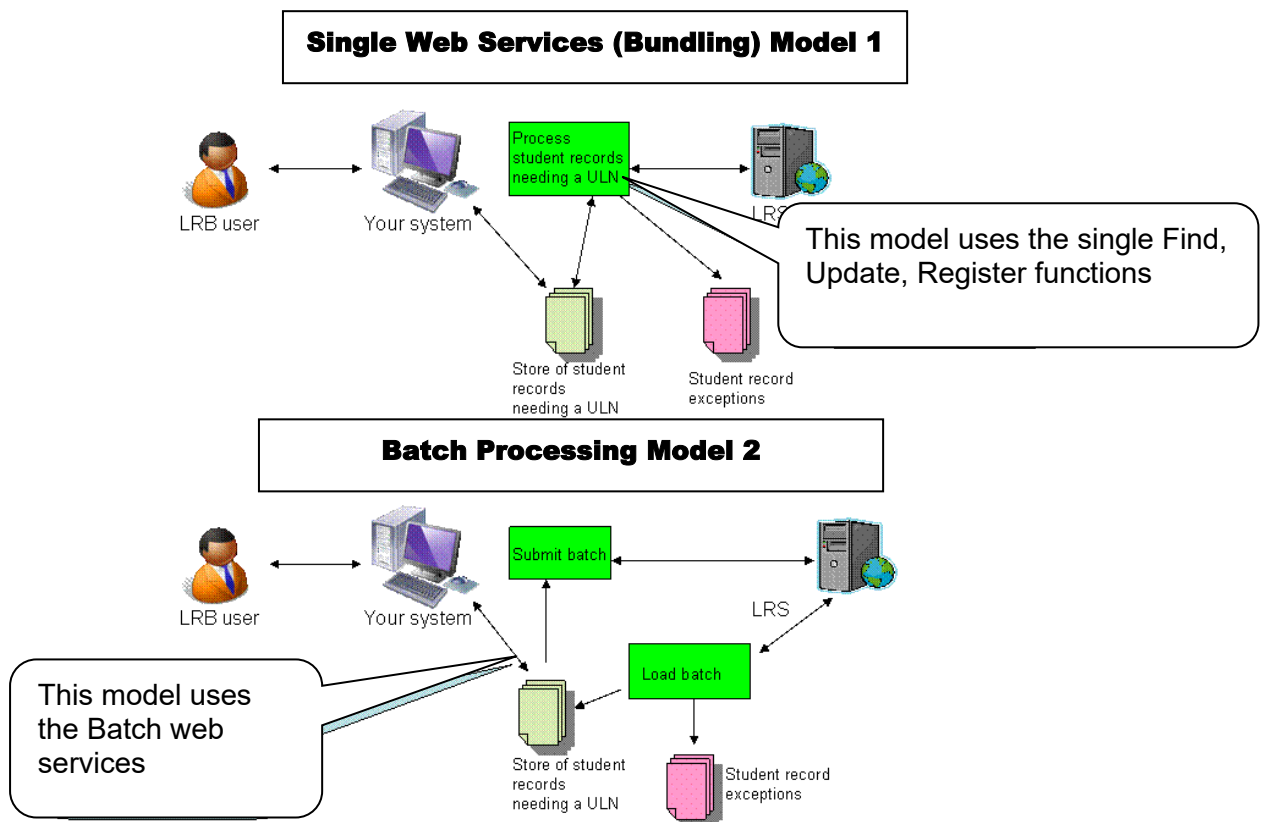 Single Web Services (Bundling) Model 1
Process
student records
needing a ULN
LRB user
Your system
LRS
This model uses the single Find,
Update, Register functions
Store of student
records
needing a ULN
Student record
exceptions
Batch Processing Model 2
Submit batch
LRB user
Your system
LRS
Load batch
This model uses
the Batch web
services
Store of student
records
needing a ULN
Student record
exceptions